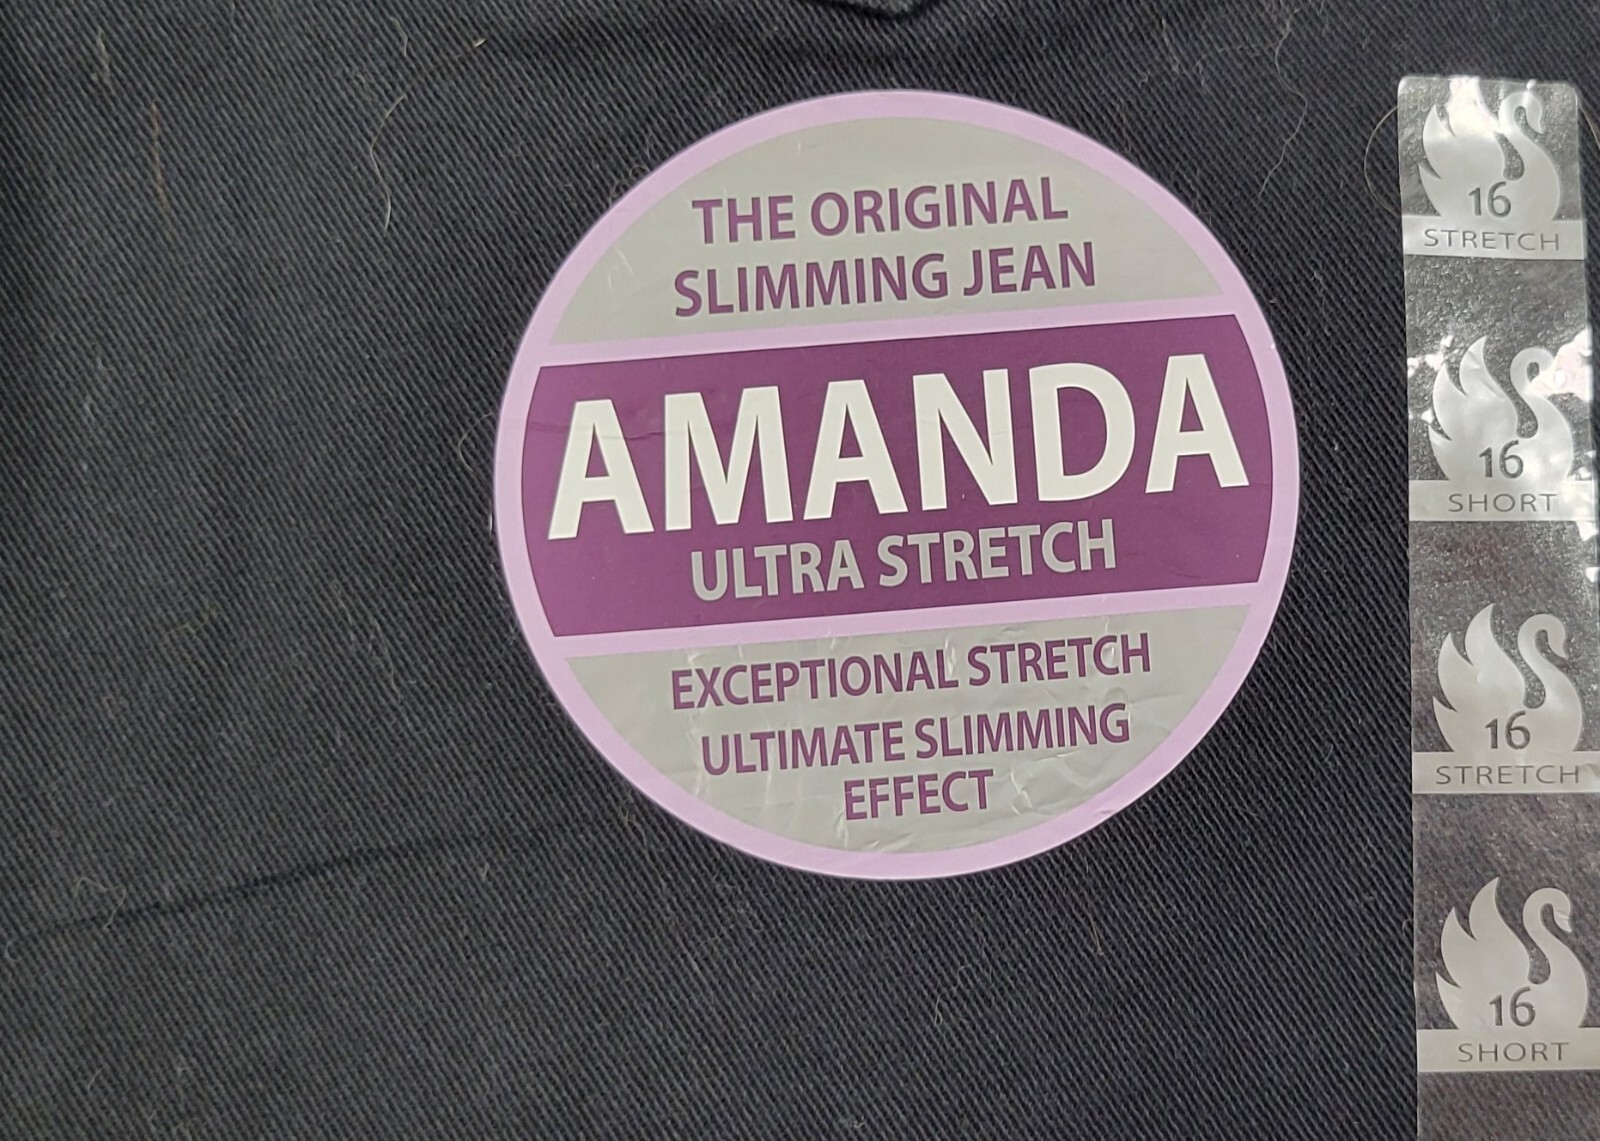 THE ORIGINAL
SLIMMING JEAN
AMANDA
ULTRA STRETCH
EXCEPTIONAL STRETCH
ULTIMATE SLIMMING
EFFECT
16
STRETCH
16
SHORT
16
STRETCH
16
SHORT